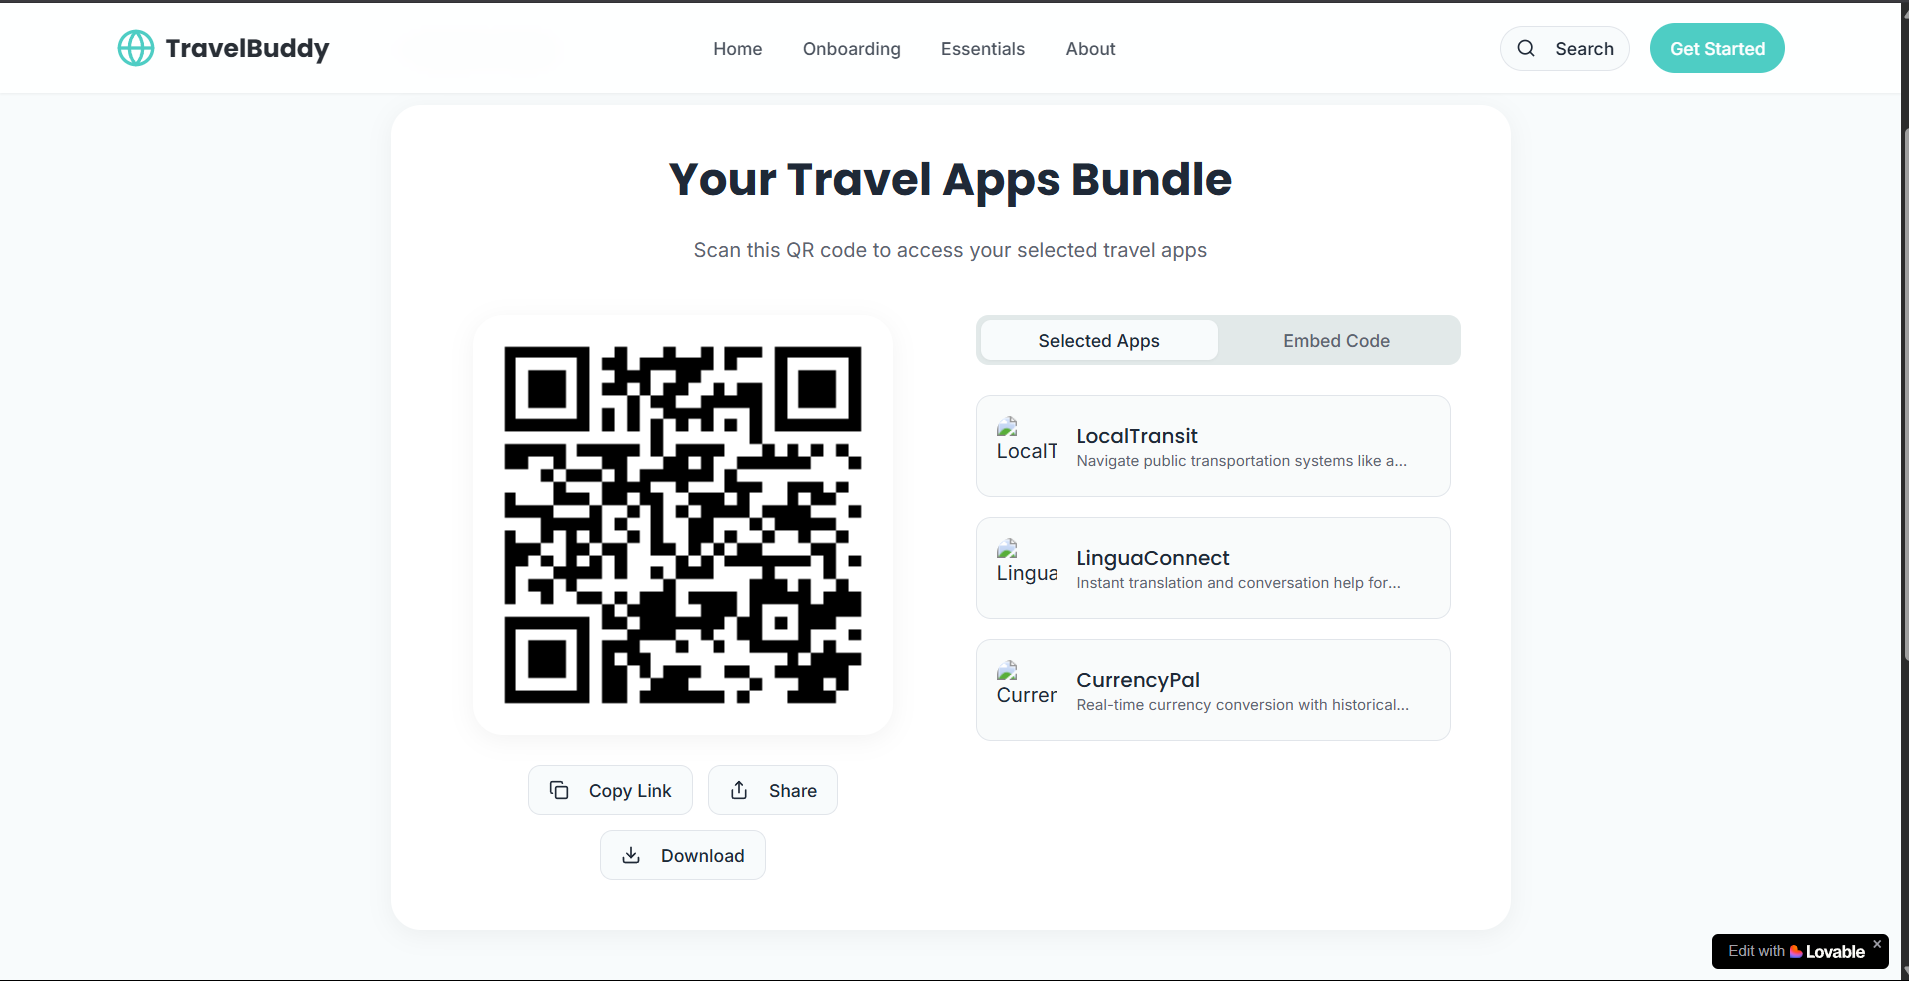 TravelBuddy
Home
Onboarding
Essentials
About
Search
Get Started
Your Travel Apps Bundle
Scan this QR code to access your selected travel apps
Selected Apps
Embed Code
LocalT
LocalTransit
Navigate public transportation systems like a...
Lingua
LinguaConnect
Instant translation and conversation help for...
Curren
CurrencyPal
Real-time currency conversion with historical...
Copy Link
Share
Download
Edit with Lovable